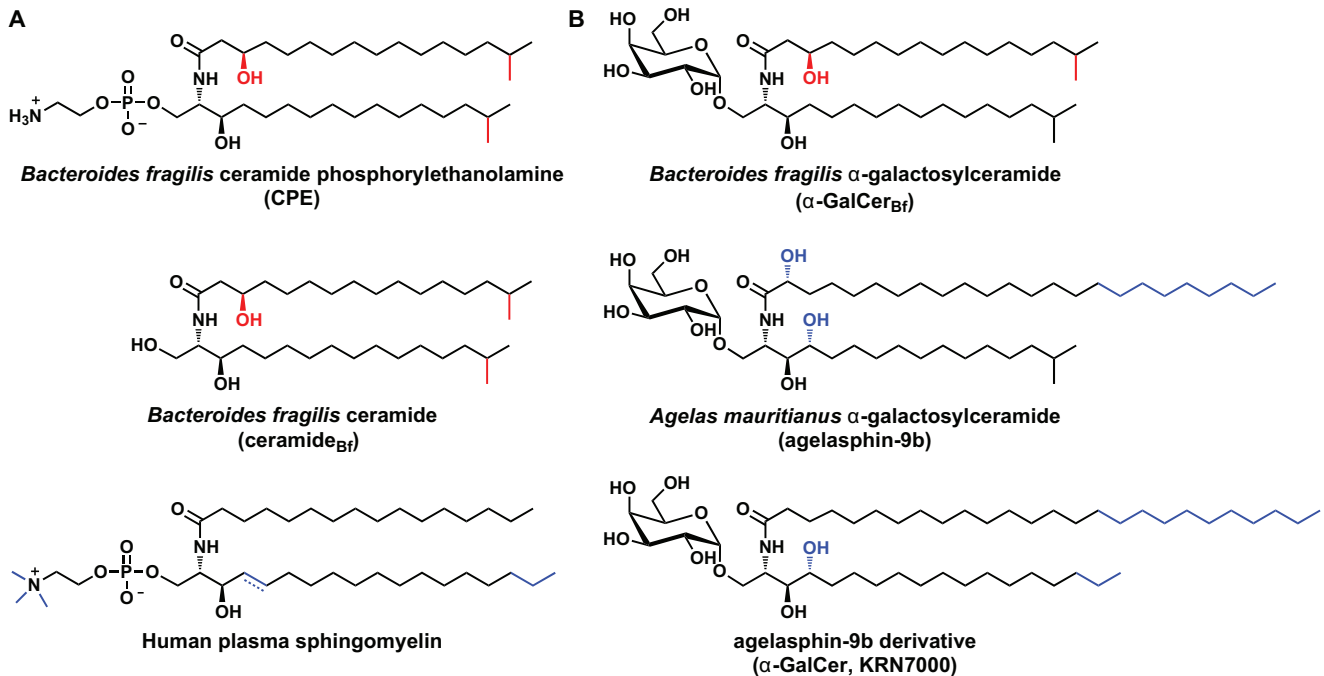 A
O
OH
NH
O
O P O
O−
H3N+
OH
Bacteroides fragilis ceramide phosphorylethanolamine
(CPE)
O
OH
NH
HO
OH
Bacteroides fragilis ceramide
(ceramideBf)
O
NH
O
O P O
O−
N+
OH
Human plasma sphingomyelin
B
HO OH
O
HO
OH
O
O
OH
NH
OH
Bacteroides fragilis α-galactosylceramide
(α-GalCerBf)
HO OH
O
HO
OH
O
OH
O
NH OH
OH
Agelas mauritianus α-galactosylceramide
(agelasphin-9b)
HO OH
O
HO
OH
O
O
NH OH
OH
agelasphin-9b derivative
(α-GalCer, KRN7000)